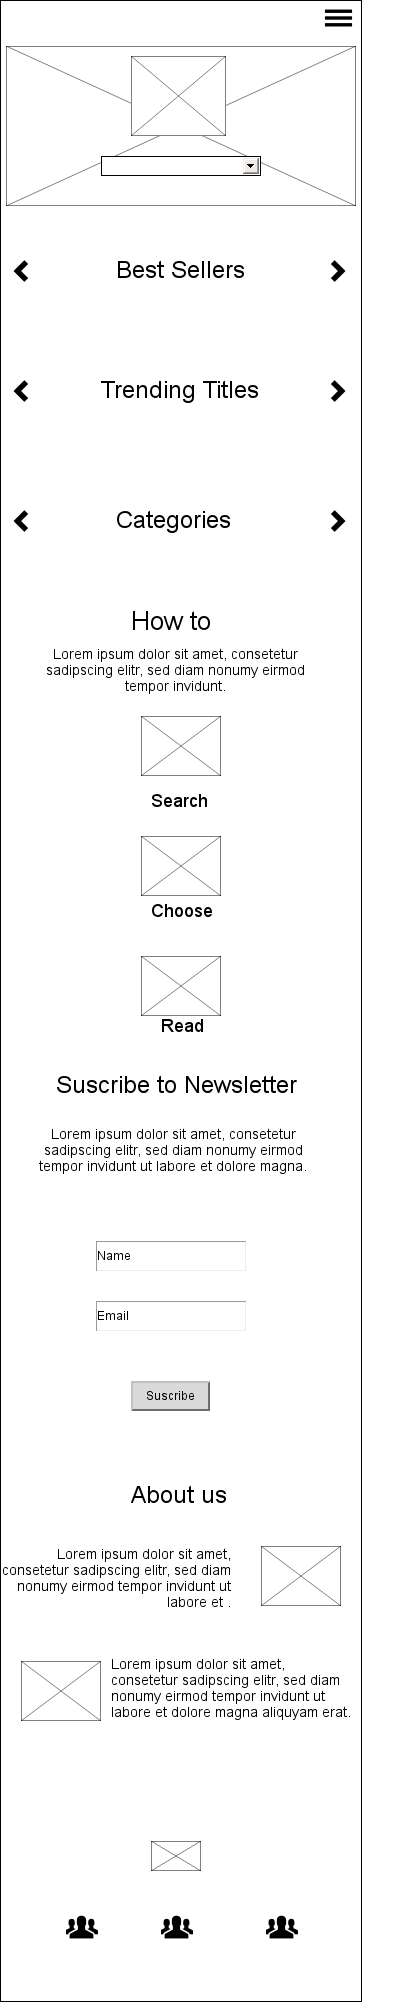 Best Sellers
Trending Titles
Categories
How to
Lorem ipsum dolor sit amet, consetetur
sadipscing elitr, sed diam nonumy eirmod
tempor invidunt.
Search
Choose
Read
Suscribe to Newsletter
Lorem ipsum dolor sit amet, consetetur
sadipscing elitr, sed diam nonumy eirmod
tempor invidunt ut labore et dolore magna.
Name
Email
Suscribe
About us
Lorem ipsum dolor sit amet,
consetetur sadipscing elitr, sed diam
nonumy eirmod tempor invidunt ut
labore et .
Lorem ipsum dolor sit amet,
consetetur sadipscing elitr, sed diam
nonumy eirmod tempor invidunt ut
labore et dolore magna aliquyam erat.